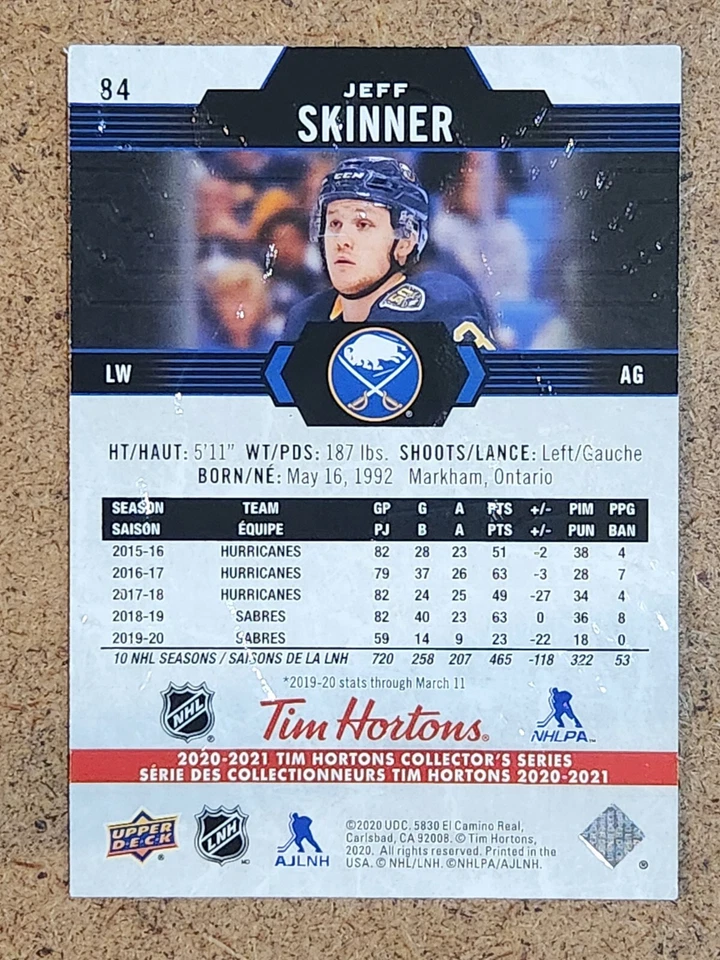 84
JEFF
SKINNER
CCM
50
LW
AG
®
HT/HAUT: 5'11" WT/PDS: 187 lbs. SHOOTS/LANCE: Left/Gauche
BORN/NÉ: May 16, 1992 Markham, Ontario
SEASON TEAM GP G A PTS +/- PIM PPG
SAISON ÉQUIPE PJ B A PTS +/- PUN BAN
2015-16 HURRICANES 82 28 23 51 -2 38 4
2016-17 HURRICANES 79 37 26 63 -3 28 7
2017-18 HURRICANES 82 24 25 49 -27 34 4
2018-19 SABRES 82 40 23 63 0 36 8
2019-20 SABRES 59 14 9 23 -22 18 0
10 NHL SEASONS / SAISONS DE LA LNH 720 258 207 465 -118 322 53
*2019-20 stats through March 11
NHL ®
Tim Hortons®
NHLPA™
2020-2021 TIM HORTONS COLLECTOR'S SERIES
SÉRIE DES COLLECTIONNEURS TIM HORTONS 2020-2021
UPPER
DECK ®
LNH MD
AJLNH
©2020 UDC. 5830 El Camino Real,
Carlsbad, CA 92008. © Tim Hortons,
2020. All rights reserved. Printed in the
USA. © NHL/LNH. ©NHLPA/AJLNH.
®